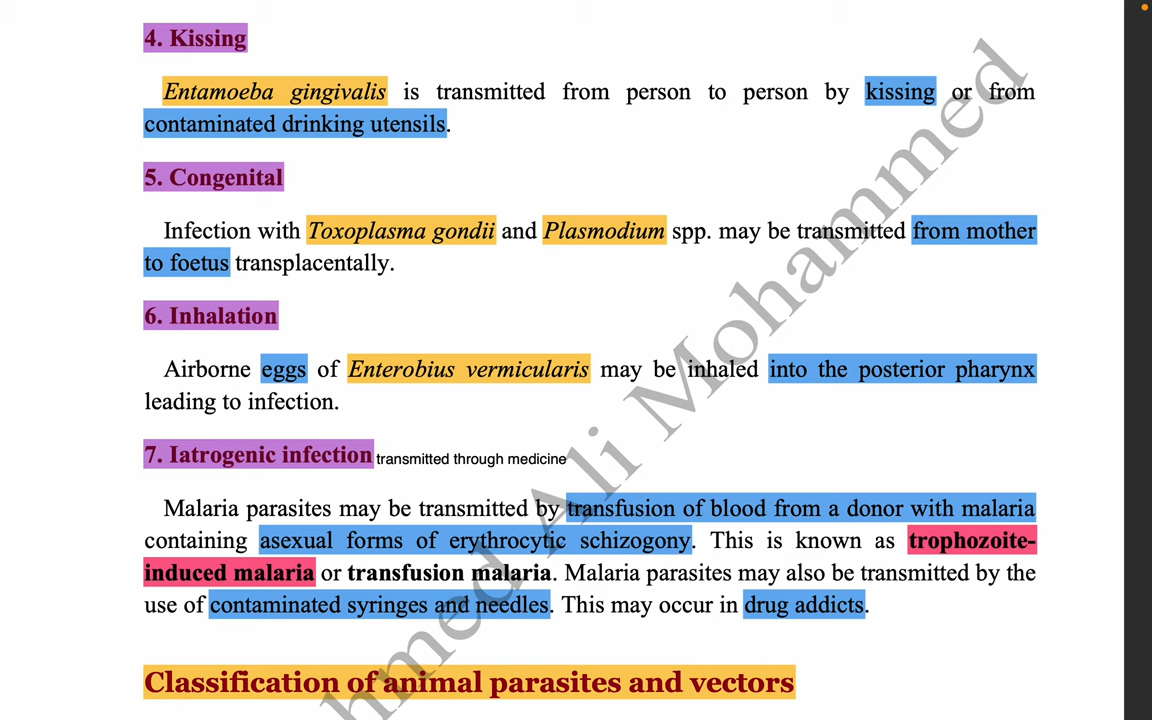 4. Kissing
Entamoeba gingivalis is transmitted from person to person by kissing or from
contaminated drinking utensils.
5. Congenital
Infection with Toxoplasma gondii and Plasmodium spp. may be transmitted from mother
to foetus transplacentally.
6. Inhalation
Airborne eggs of Enterobius vermicularis may be inhaled into the posterior pharynx
leading to infection.
7. Iatrogenic infection transmitted through medicine
Malaria parasites may be transmitted by transfusion of blood from a donor with malaria
containing asexual forms of erythrocytic schizogony. This is known as trophozoite-
induced malaria or transfusion malaria. Malaria parasites may also be transmitted by the
use of contaminated syringes and needles. This may occur in drug addicts.
Classification of animal parasites and vectors
hmed Ali Mohammed